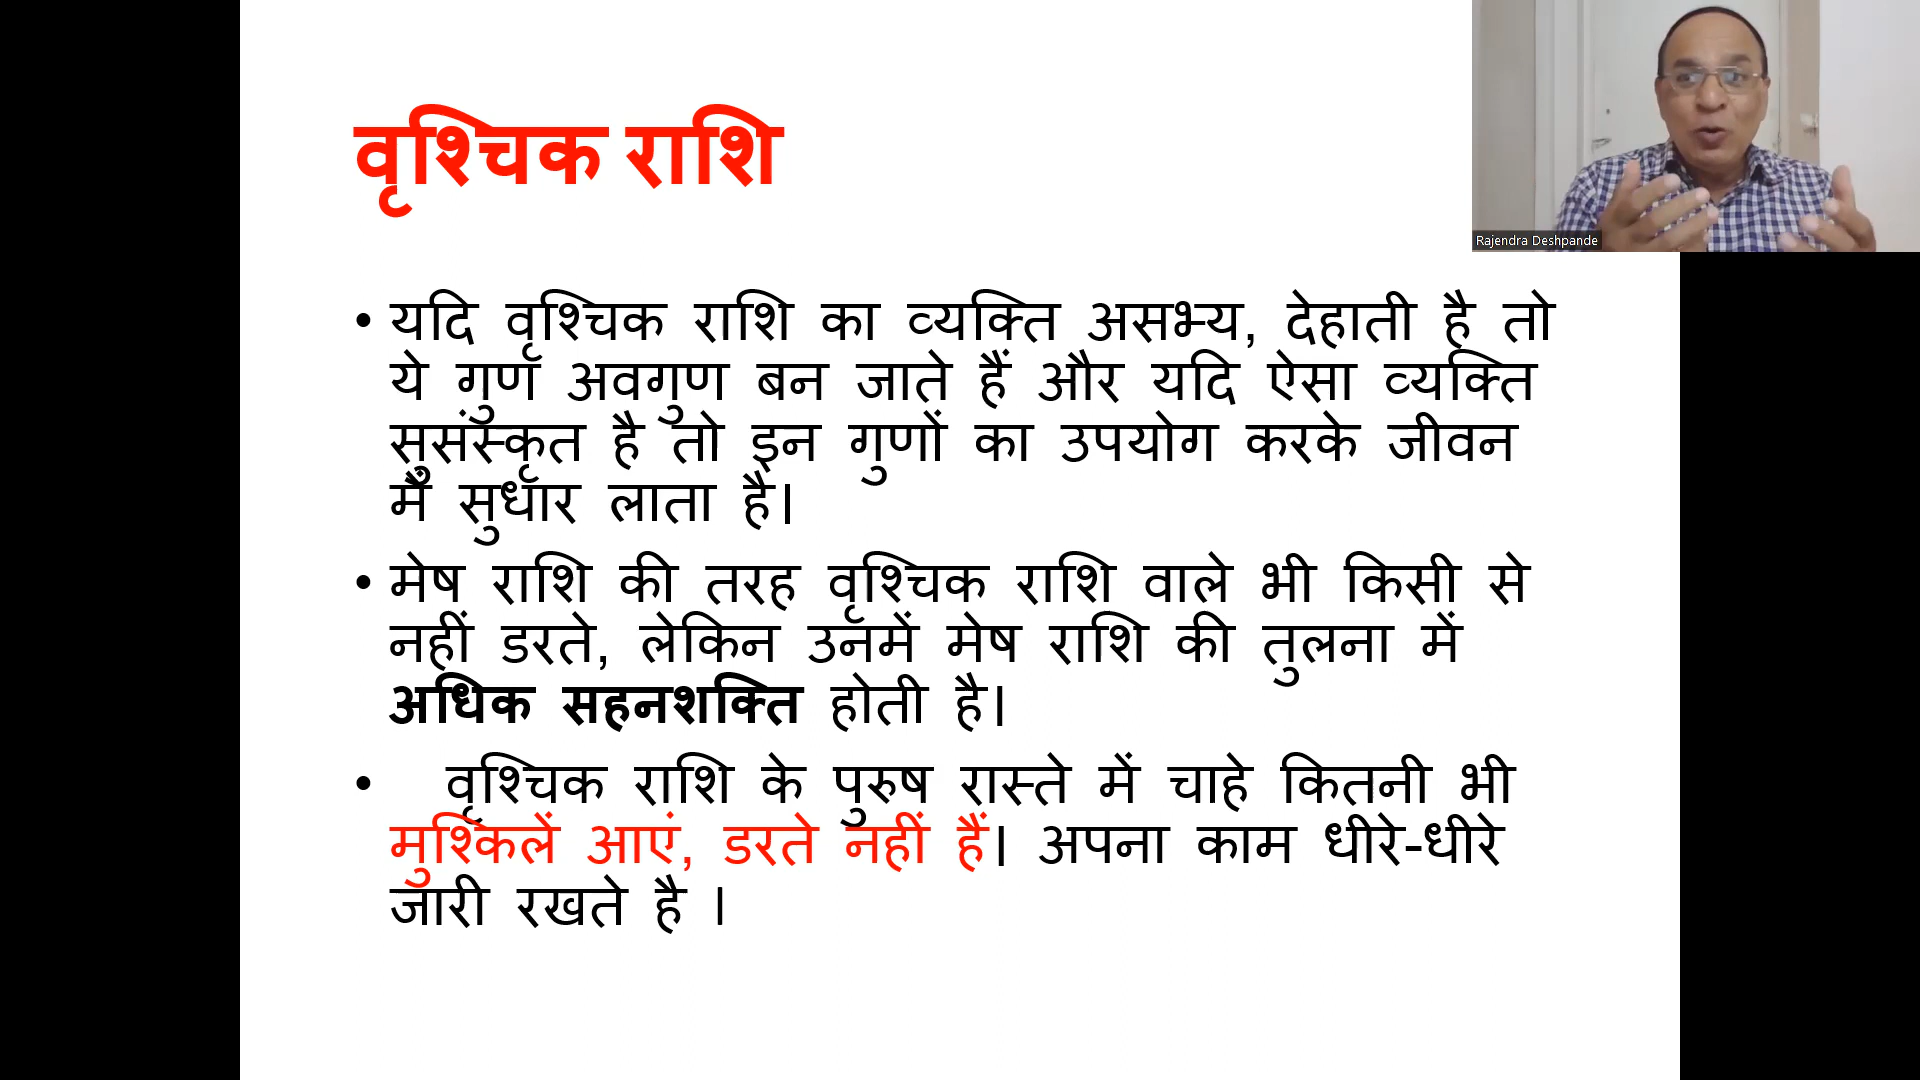 वृश्चिक राशि
Rajendra Deshpande
• यदि वृश्चिक राशि का व्यक्ति असभ्य, देहाती है तो
ये गुण अवगुण बन जाते हैं और यदि ऐसा व्यक्ति
सुसंस्कृत है तो इन गुणों का उपयोग करके जीवन
में सुधार लाता है।
• मेष राशि की तरह वृश्चिक राशि वाले भी किसी से
नहीं डरते, लेकिन उनमें मेष राशि की तुलना में
अधिक सहनशक्ति होती है।
• वृश्चिक राशि के पुरुष रास्ते में चाहे कितनी भी
मुश्किलें आएं, डरते नहीं हैं। अपना काम धीरे-धीरे
जारी रखते है ।